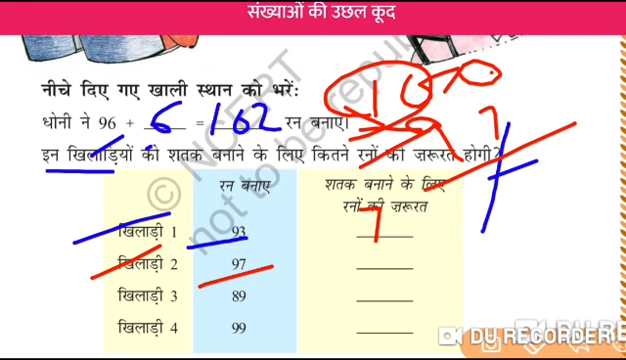 संख्याओं की उछल कूद
नीचे दिए गए खाली स्थान को भरें:
धोनी ने 96 + 6 = 102 रन बनाए।
इन खिलाड़ियों को शतक बनाने के लिए कितने रनों की ज़रूरत होगी?
रन बनाए
शतक बनाने के लिए
रनों की ज़रूरत
खिलाड़ी 1 93 7
खिलाड़ी 2 97
खिलाड़ी 3 89
खिलाड़ी 4 99
© NCERT
not to be republished
DU RECORDER